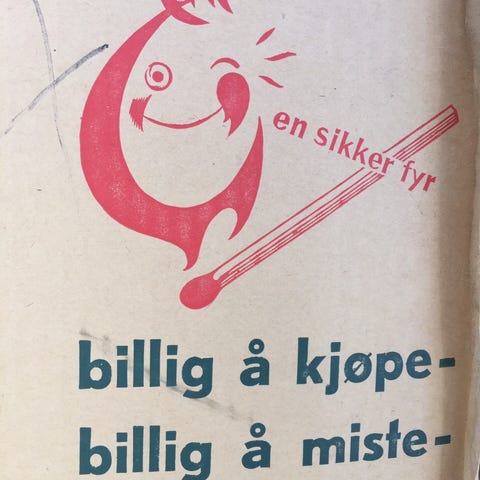 en sikker fyr
billig å kjøpe-
billig å miste-